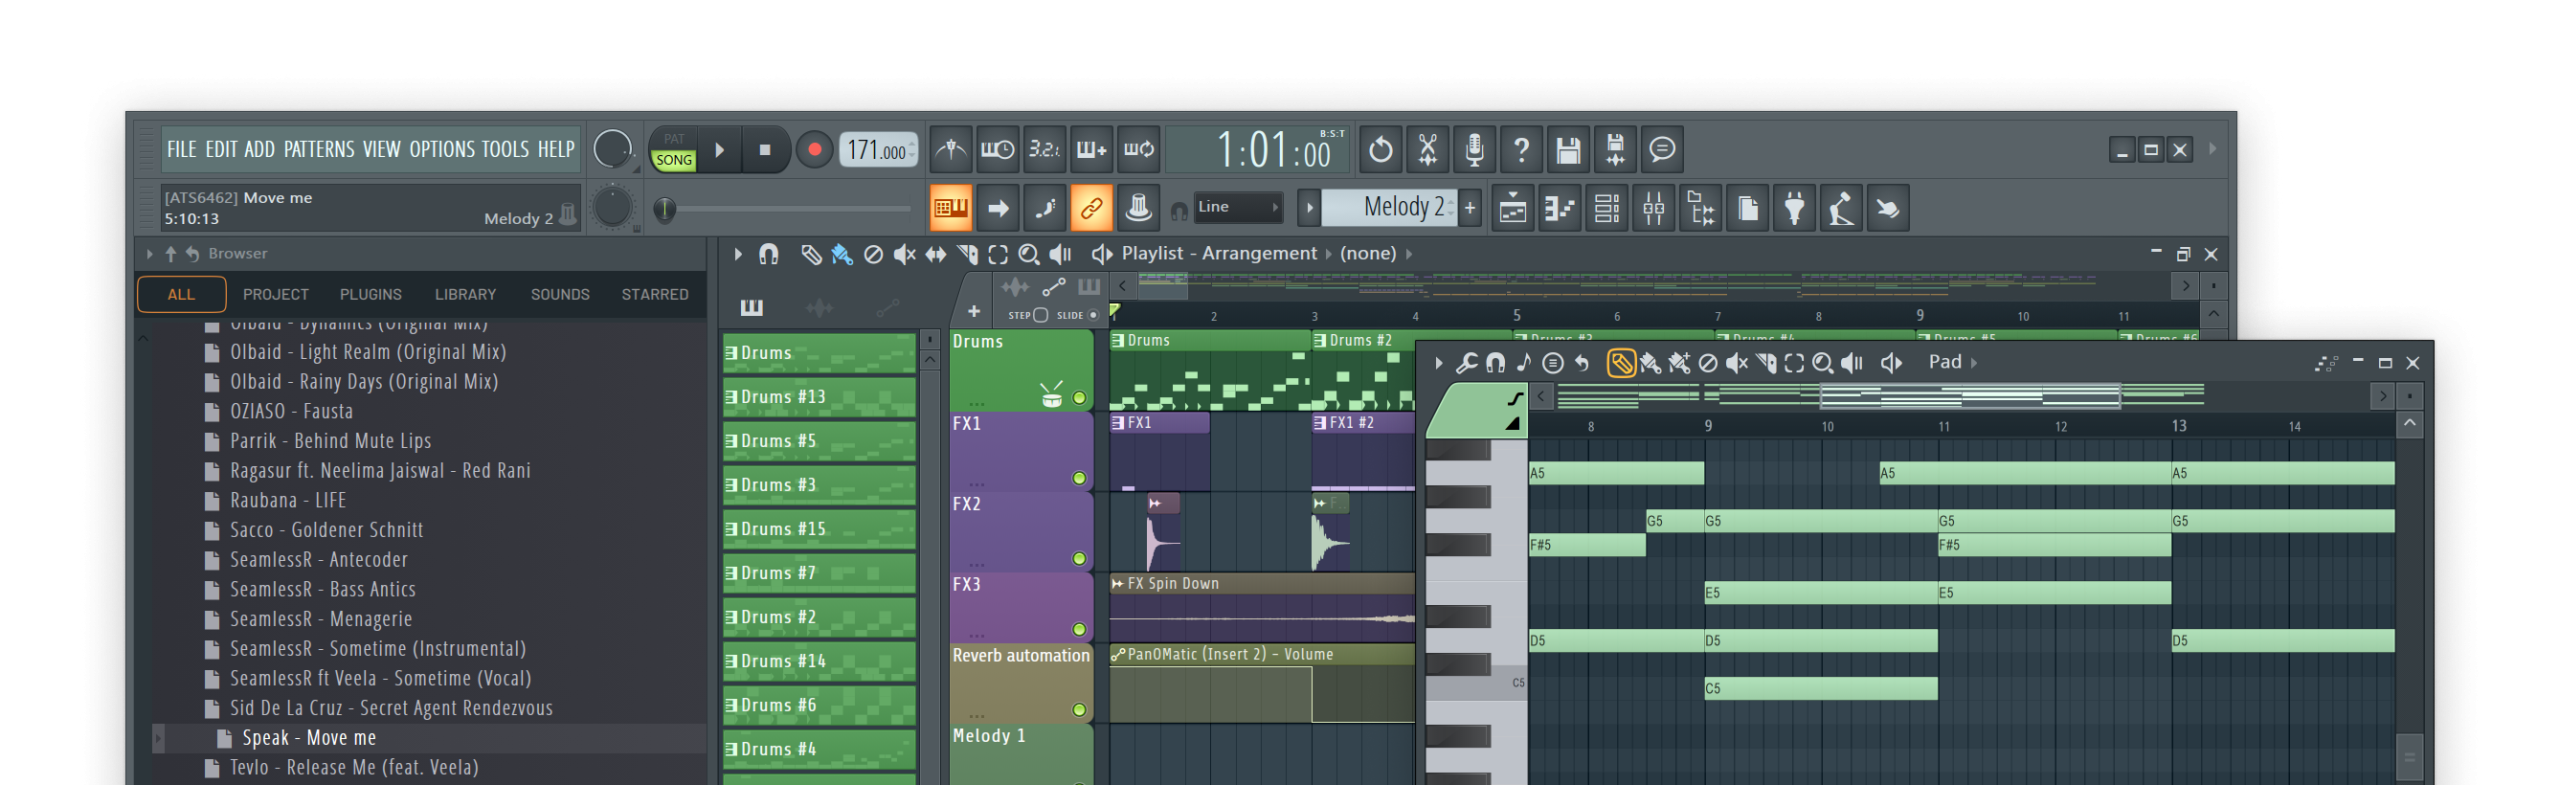 FILE EDIT ADD PATTERNS VIEW OPTIONS TOOLS HELP
PAT
SONG
171.000
3.2.
1:01:00
B:S:T
?
[ATS6462] Move me
5:10:13
Melody 2
Line
Melody 2
+
Browser
ALL PROJECT PLUGINS LIBRARY SOUNDS STARRED
Olbaid - Dynamics (Original Mix)
Olbaid - Light Realm (Original Mix)
Olbaid - Rainy Days (Original Mix)
OZIASO - Fausta
Parrik - Behind Mute Lips
Ragasur ft. Neelima Jaiswal - Red Rani
Raubana - LIFE
Sacco - Goldener Schnitt
SeamlessR - Antecoder
SeamlessR - Bass Antics
SeamlessR - Menagerie
SeamlessR - Sometime (Instrumental)
SeamlessR ft Veela - Sometime (Vocal)
Sid De La Cruz - Secret Agent Rendezvous
Speak - Move me
Tevlo - Release Me (feat. Veela)
Playlist - Arrangement (none)
+
STEP SLIDE
1 2 3 4 5 6 7 8 9 10 11
Drums
Drums #13
Drums #5
Drums #3
Drums #15
Drums #7
Drums #2
Drums #14
Drums #6
Drums #4
Drums
Drums
Drums #2
Drums #3
Drums #4
Drums #5
Drums #6
FX1
FX1
FX1 #2
FX2
F
FX3
FX Spin Down
Reverb automation
PanOMatic (Insert 2) - Volume
Melody 1
Pad
8 9 10 11 12 13 14
A5 A5 A5
G5 G5 G5 G5
F#5 F#5
E5 E5
D5 D5 D5
C5
C5